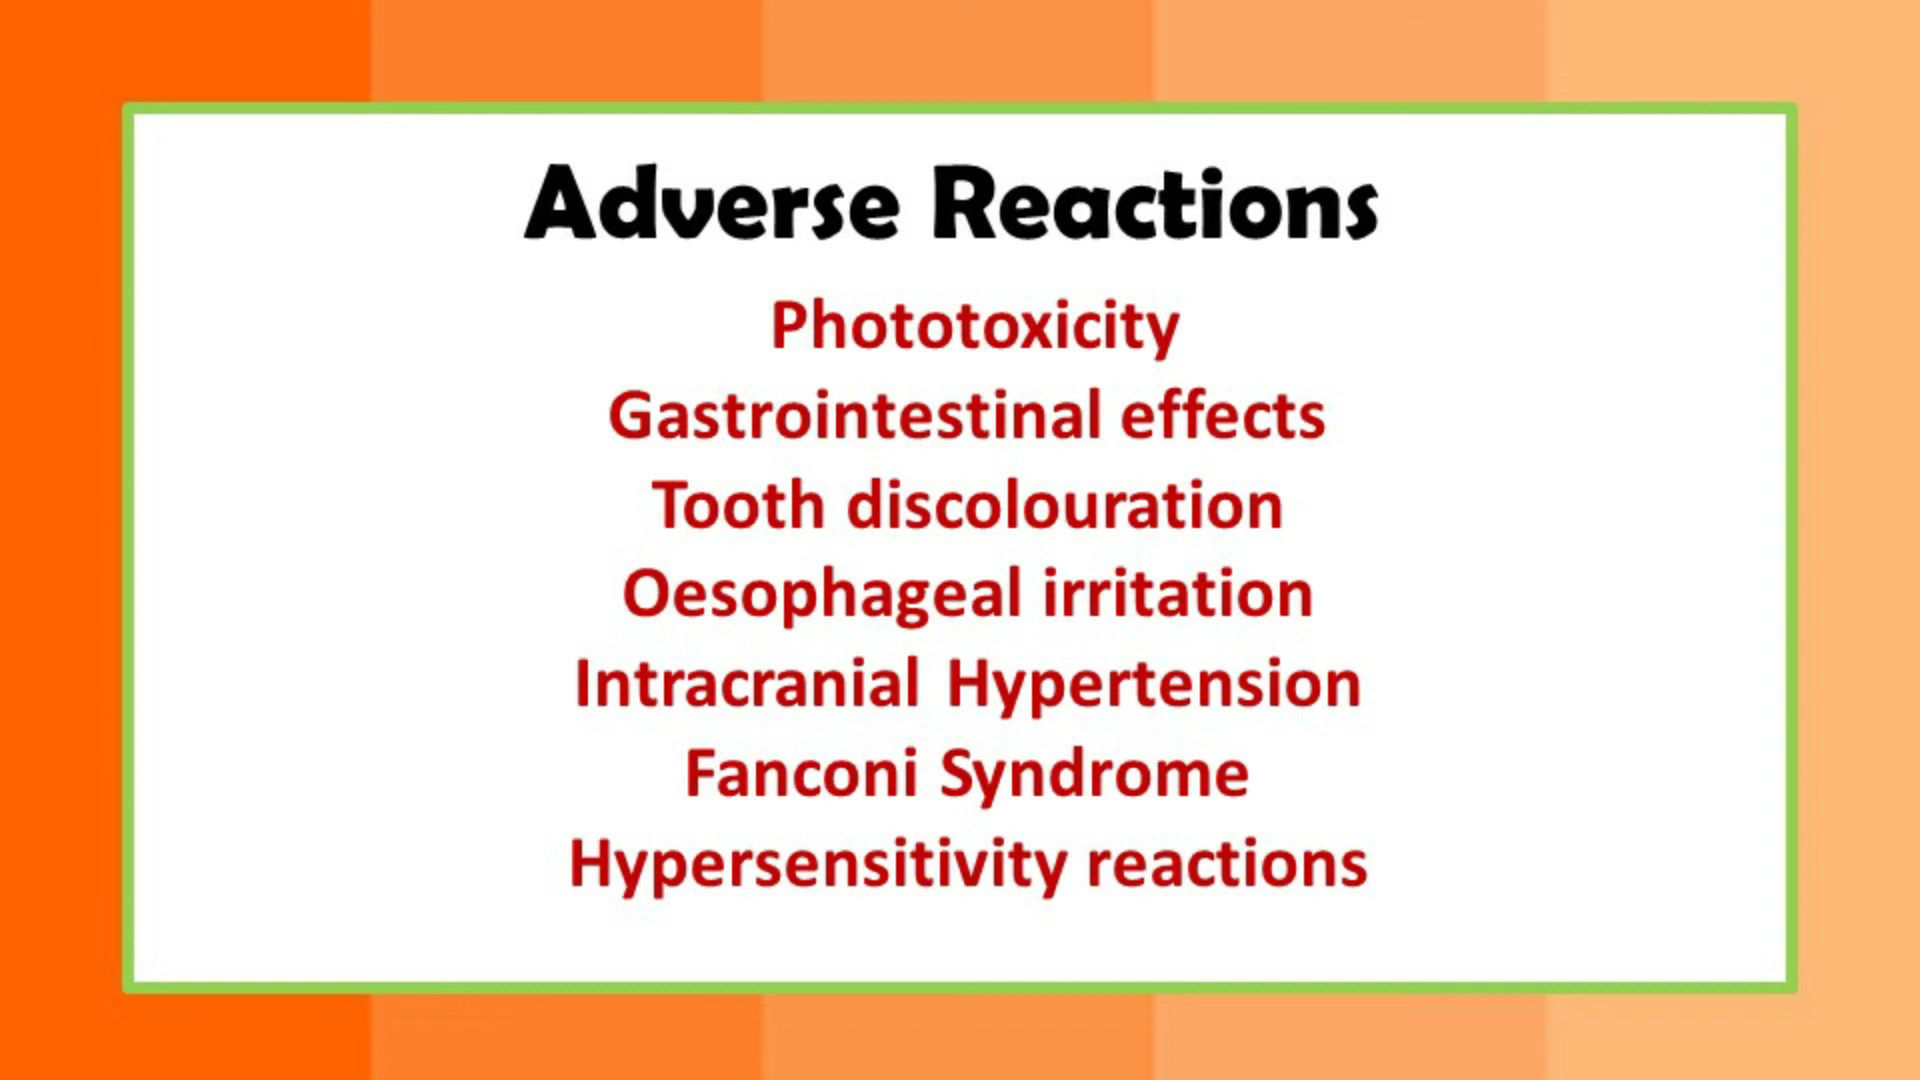 Adverse Reactions
Phototoxicity
Gastrointestinal effects
Tooth discolouration
Oesophageal irritation
Intracranial Hypertension
Fanconi Syndrome
Hypersensitivity reactions